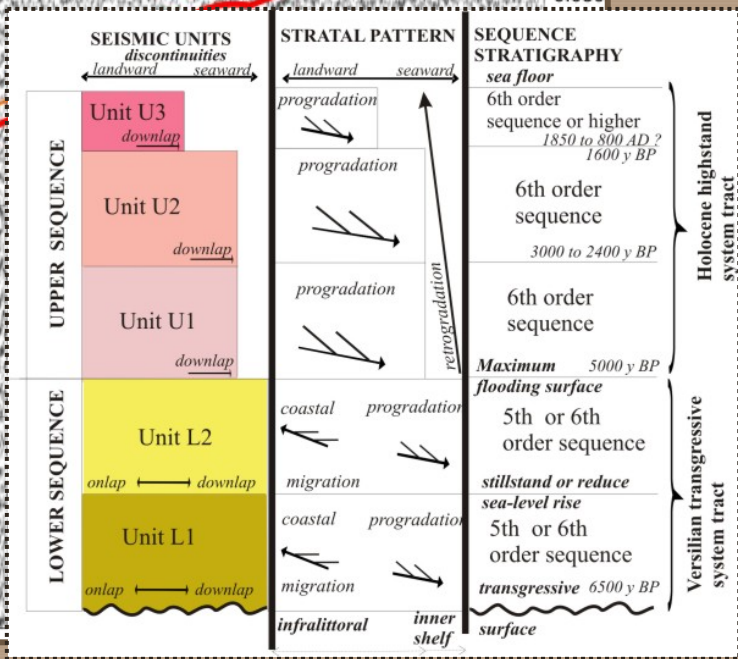 SEISMIC UNITS
discontinuities
landward seaward
STRATAL PATTERN
landward seaward
SEQUENCE
STRATIGRAPHY
sea floor
UPPER SEQUENCE
Unit U3
downlap
progradation
6th order
sequence or higher
1850 to 800 AD ?
1600 y BP
Unit U2
downlap
progradation
6th order
sequence
3000 to 2400 y BP
Unit U1
downlap
progradation
retrogradation
6th order
sequence
Maximum 5000 y BP
flooding surface
Holocene highstand
system tract
LOWER SEQUENCE
Unit L2
onlap downlap
coastal progradation
migration
5th or 6th
order sequence
stillstand or reduce
sea-level rise
Unit L1
onlap downlap
coastal progradation
migration
5th or 6th
order sequence
transgressive 6500y BP
surface
Versilian transgressive
system tract
infralittoral
inner
shelf